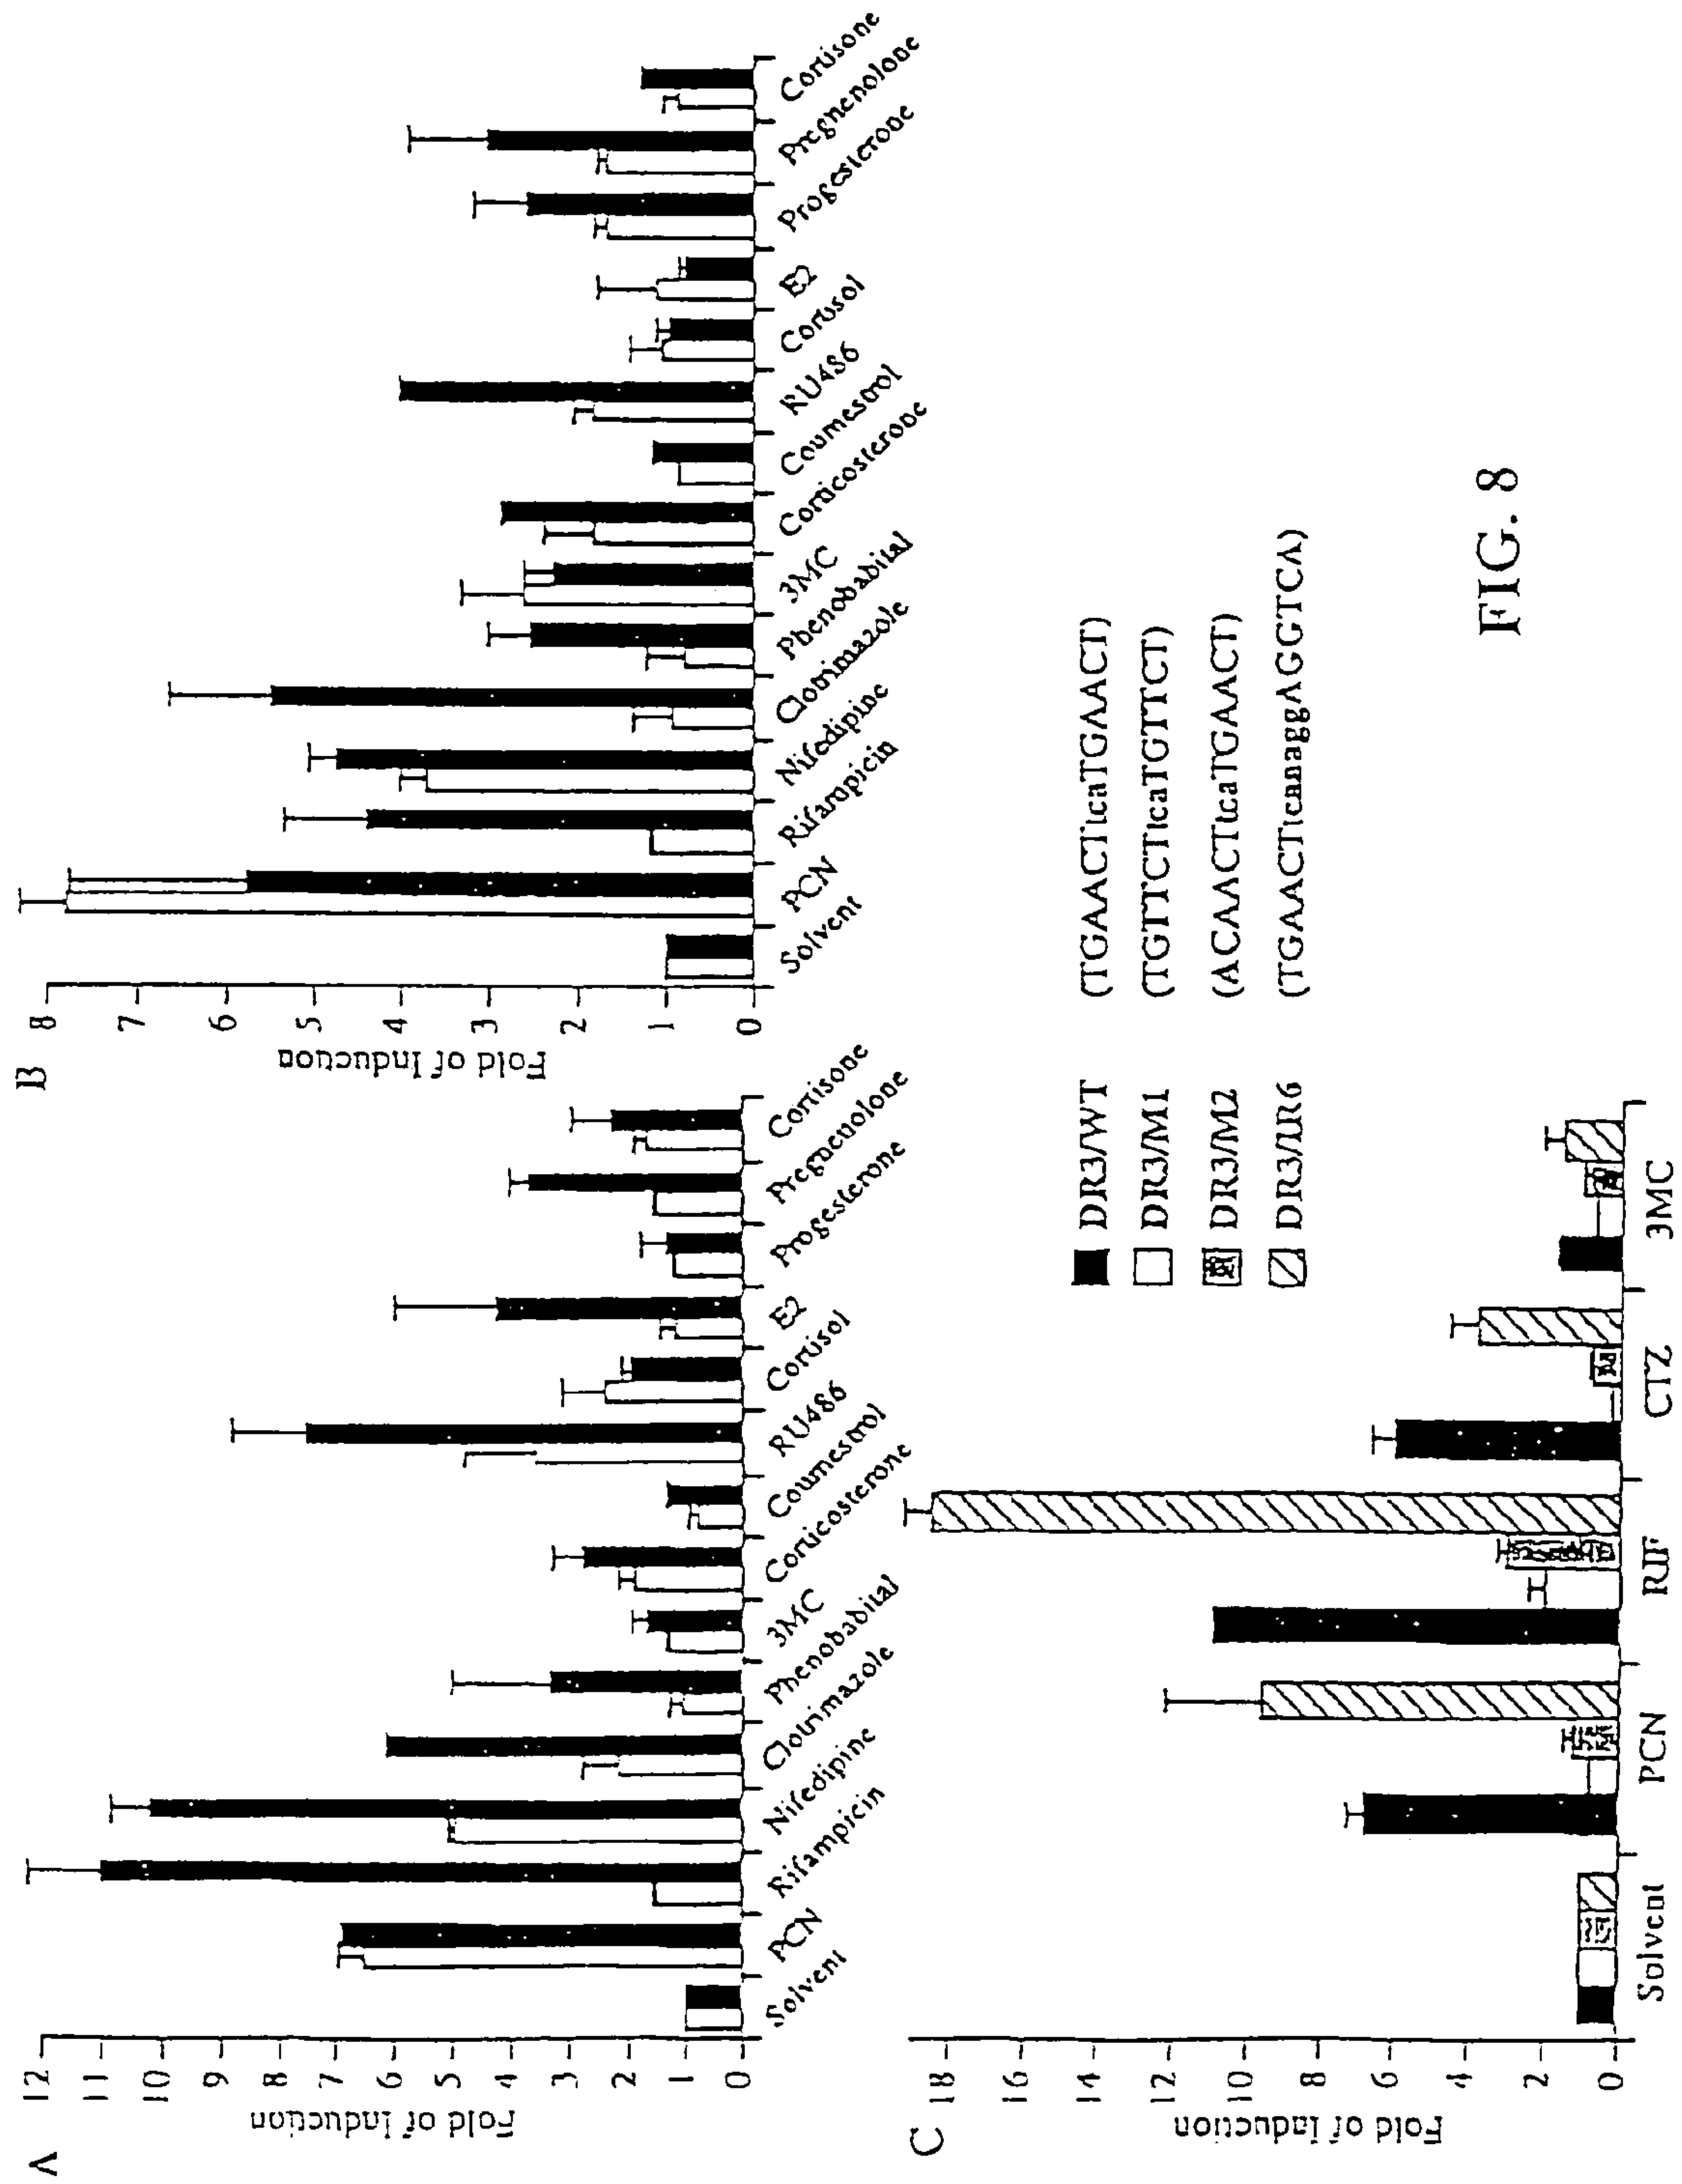 A
Fold of Induction
12
11
10
9
8
7
6
5
4
3
2
1
0
Solvent
PCN
Rifampicin
Nifedipine
Clotrimazole
Phenobabital
3MC
Corticosterone
Coumestrol
RU486
Cortisol
E2
Progesterone
Pregnenolone
Cortisone
B
Fold of Induction
8
7
6
5
4
3
2
1
0
Solvent
PCN
Rifampicin
Nifedipine
Clotrimazole
Phenobabital
3MC
Corticosterone
Coumestrol
RU486
Cortisol
E2
Progesterone
Pregnenolone
Cortisone
C
Fold of Induction
18
14
12
10
8
6
4
2
0
Solvent
PCN
RIF
CTZ
3MC
DR3/WT (TGAACTtcaTGAACT)
DR3/M1 (TGTTCTtcaTGTTCT)
DR3/M2 (ACAACTtcaTGAACT)
DR3/IR6 (TGAACTtcaaaggAGGTCA)
FIG. 8